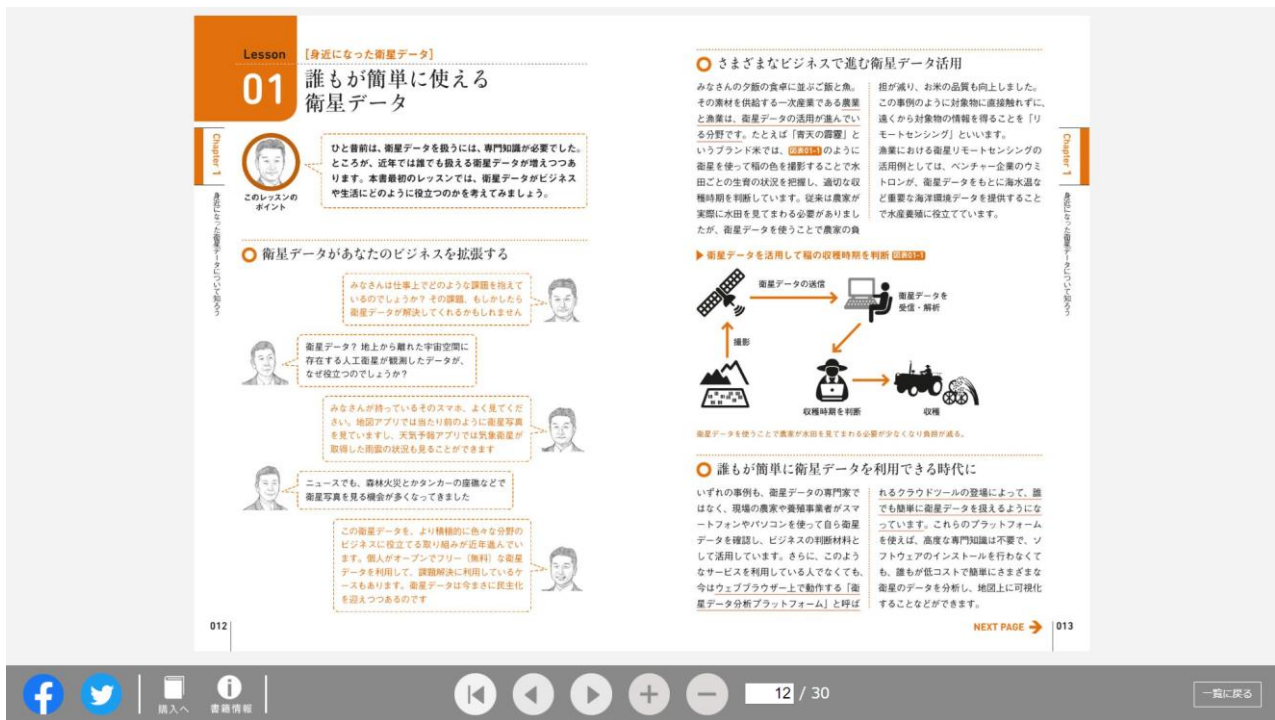 Lesson
01
[身近になった衛星データ]
誰もが簡単に使える
衛星データ
Chapter 1
身近になった衛星データについて知ろう
このレッスンの
ポイント
ひと昔前は、衛星データを扱うには、専門知識が必要でした。
ところが、近年では誰でも扱える衛星データが増えつつあ
ります。本書最初のレッスンでは、衛星データがビジネス
や生活にどのように役立つのかを考えてみましょう。
衛星データがあなたのビジネスを拡張する
みなさんは仕事上でどのような課題を抱えて
いるのでしょうか？ その課題、もしかしたら
衛星データが解決してくれるかもしれません
衛星データ？ 地上から離れた宇宙空間に
存在する人工衛星が観測したデータが、
なぜ役立つのでしょうか？
みなさんが持っているそのスマホ、よく見てくだ
さい。地図アプリでは当たり前のように衛星写真
を見ていますし、天気予報アプリでは気象衛星が
取得した雨雲の状況も見ることができます
ニュースでも、森林火災とかタンカーの座礁などで
衛星写真を見る機会が多くなってきました
この衛星データを、より積極的に色々な分野の
ビジネスに役立てる取り組みが近年進んでい
ます。個人がオープンでフリー（無料）な衛星
データを利用して、課題解決に利用しているケ
ースもあります。衛星データは今まさに民主化
を迎えつつあるのです
012
さまざまなビジネスで進む衛星データ活用
みなさんの夕飯の食卓に並ぶご飯と魚。
その素材を供給する一次産業である農業
と漁業は、衛星データの活用が進んでい
る分野です。たとえば「青天の霹靂」と
いうブランド米では、図表01-1 のように
衛星を使って稲の色を撮影することで水
田ごとの生育の状況を把握し、適切な収
穫時期を判断しています。従来は農家が
実際に水田を見てまわる必要がありまし
たが、衛星データを使うことで農家の負
担が減り、お米の品質も向上しました。
この事例のように対象物に直接触れずに、
遠くから対象物の情報を得ることを「リ
モートセンシング」といいます。
漁業における衛星リモートセンシングの
活用例としては、ベンチャー企業のウミ
トロンが、衛星データをもとに海水温な
ど重要な海洋環境データを提供すること
で水産養殖に役立てています。
衛星データを活用して稲の収穫時期を判断 図表01-1
衛星データの送信
衛星データを
受信・解析
撮影
収穫時期を判断
収穫
衛星データを使うことで農家が水田を見てまわる必要が少なくなり負担が減る。
誰もが簡単に衛星データを利用できる時代に
いずれの事例も、衛星データの専門家で
はなく、現場の農家や養殖事業者がスマ
ートフォンやパソコンを使って自ら衛星
データを確認し、ビジネスの判断材料と
して活用しています。さらに、このよう
なサービスを利用している人でなくても、
今はウェブブラウザー上で動作する「衛
星データ分析プラットフォーム」と呼ば
れるクラウドツールの登場によって、誰
でも簡単に衛星データを扱えるようにな
っています。これらのプラットフォーム
を使えば、高度な専門知識は不要で、ソ
フトウェアのインストールを行わなくて
も、誰もが低コストで簡単にさまざまな
衛星のデータを分析し、地図上に可視化
することなどができます。
NEXT PAGE
013
Chapter 1
身近になった衛星データについて知ろう
購入へ
書籍情報
12 / 30
一覧に戻る